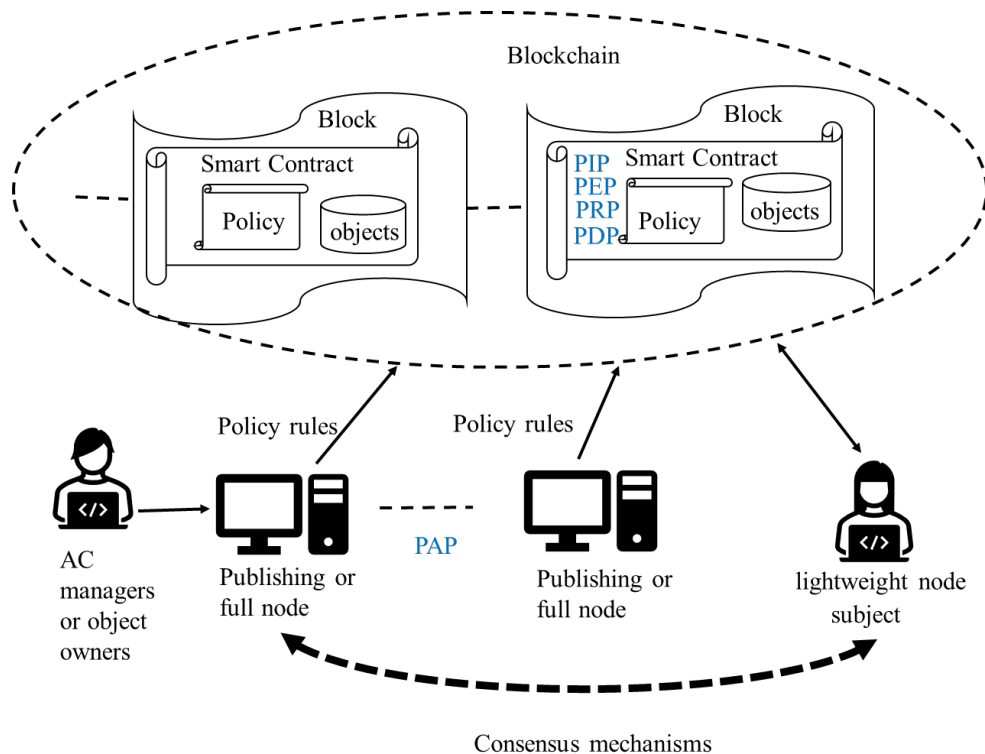 Blockchain
Block
Smart Contract
Policy
objects
Block
PIP
Smart Contract
PEP
PRP
Policy
objects
PDP
Policy rules
Policy rules
</>
AC
managers
or object
owners
Publishing or
full node
PAP
Publishing or
full node
</>
lightweight node
subject
Consensus mechanisms